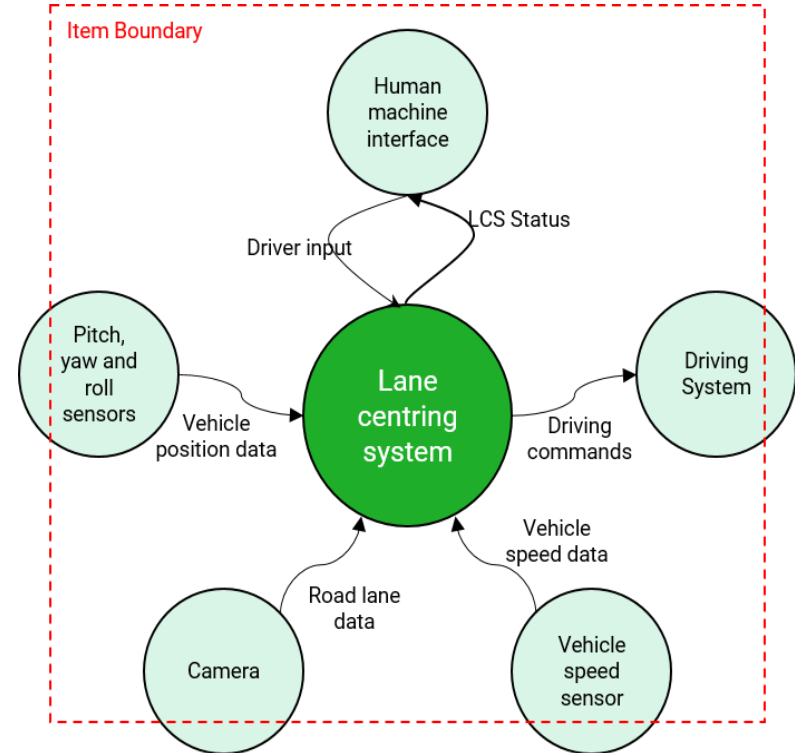 Item Boundary
Human
machine
interface
LCS Status
Driver input
Pitch,
yaw and
roll
sensors
Vehicle
position data
Lane
centring
system
Driving
System
Driving
commands
Vehicle
speed data
Road lane
data
Camera
Vehicle
speed
sensor